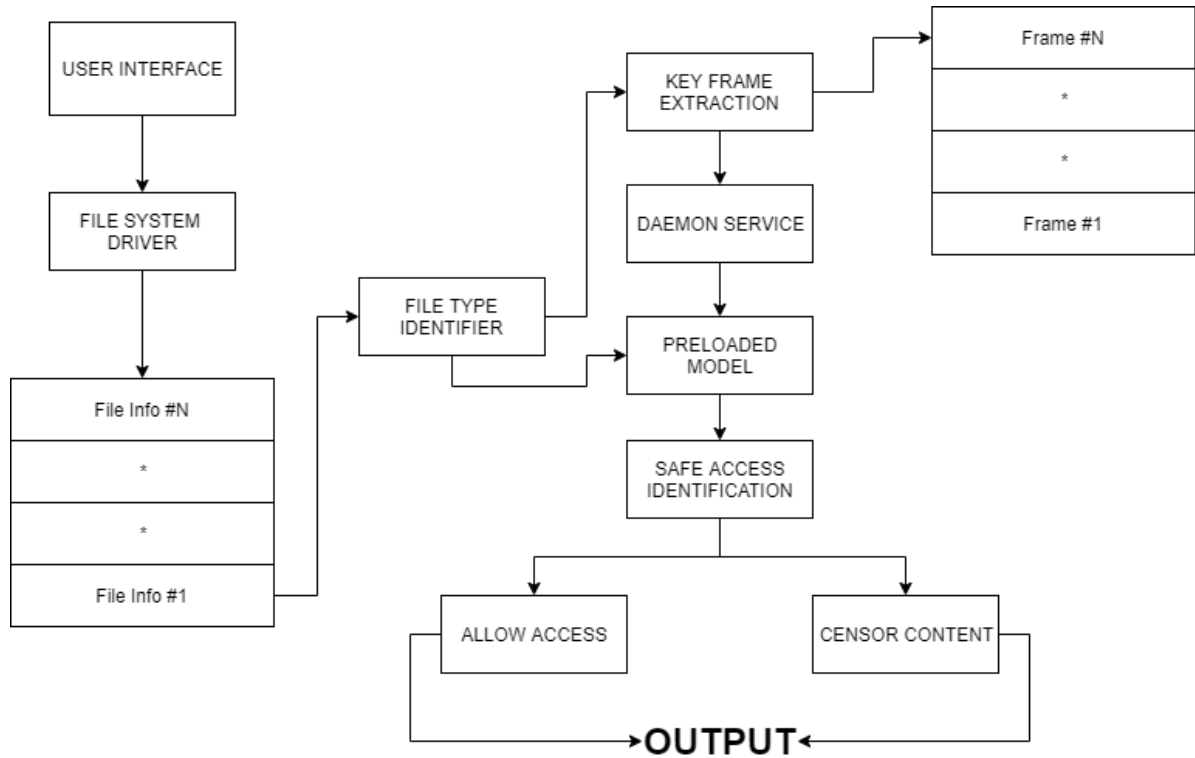 USER INTERFACE
FILE SYSTEM
DRIVER
File Info #N
*
*
File Info #1
FILE TYPE
IDENTIFIER
KEY FRAME
EXTRACTION
Frame #N
*
*
Frame #1
DAEMON SERVICE
PRELOADED
MODEL
SAFE ACCESS
IDENTIFICATION
ALLOW ACCESS
CENSOR CONTENT
OUTPUT